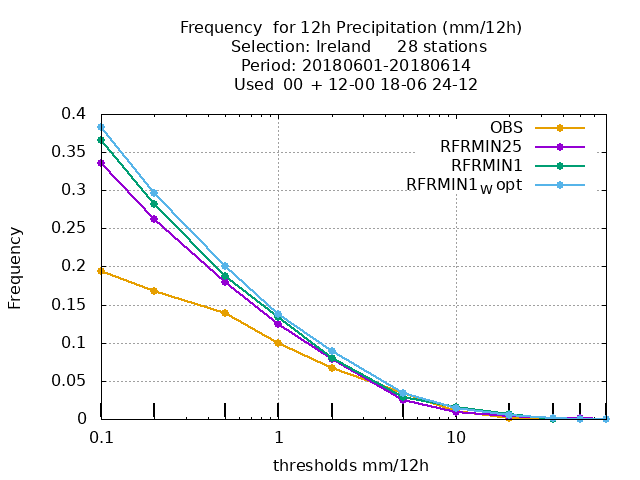 Frequency  for 12h Precipitation (mm/12h)
Selection: Ireland     28 stations
Period: 20180601-20180614
Used  00  + 12-00 18-06 24-12
OBS
RFRMIN25
RFRMIN1
RFRMIN1w opt
0.4
0.35
0.3
0.25
0.2
0.15
0.1
0.05
0
Frequency
0.1 1 10
thresholds mm/12h